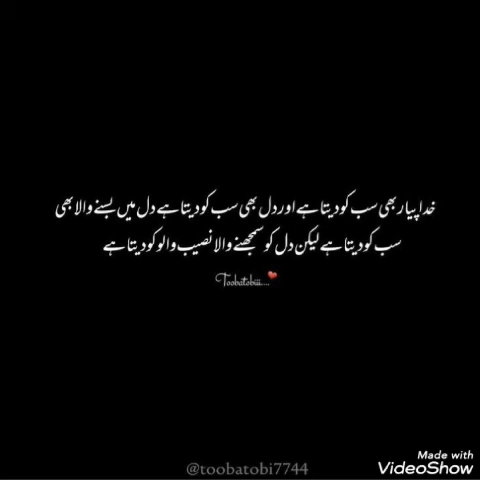 خدا پیار بھی سب کو دیتا ہے اور دل بھی سب کو دیتا ہے دل میں بسنے والا بھی
سب کو دیتا ہے لیکن دل کو سمجھنے والا نصیب والو کو دیتا ہے
Toobatobiii....❤
Made with
VideoShow
@toobatobi7744